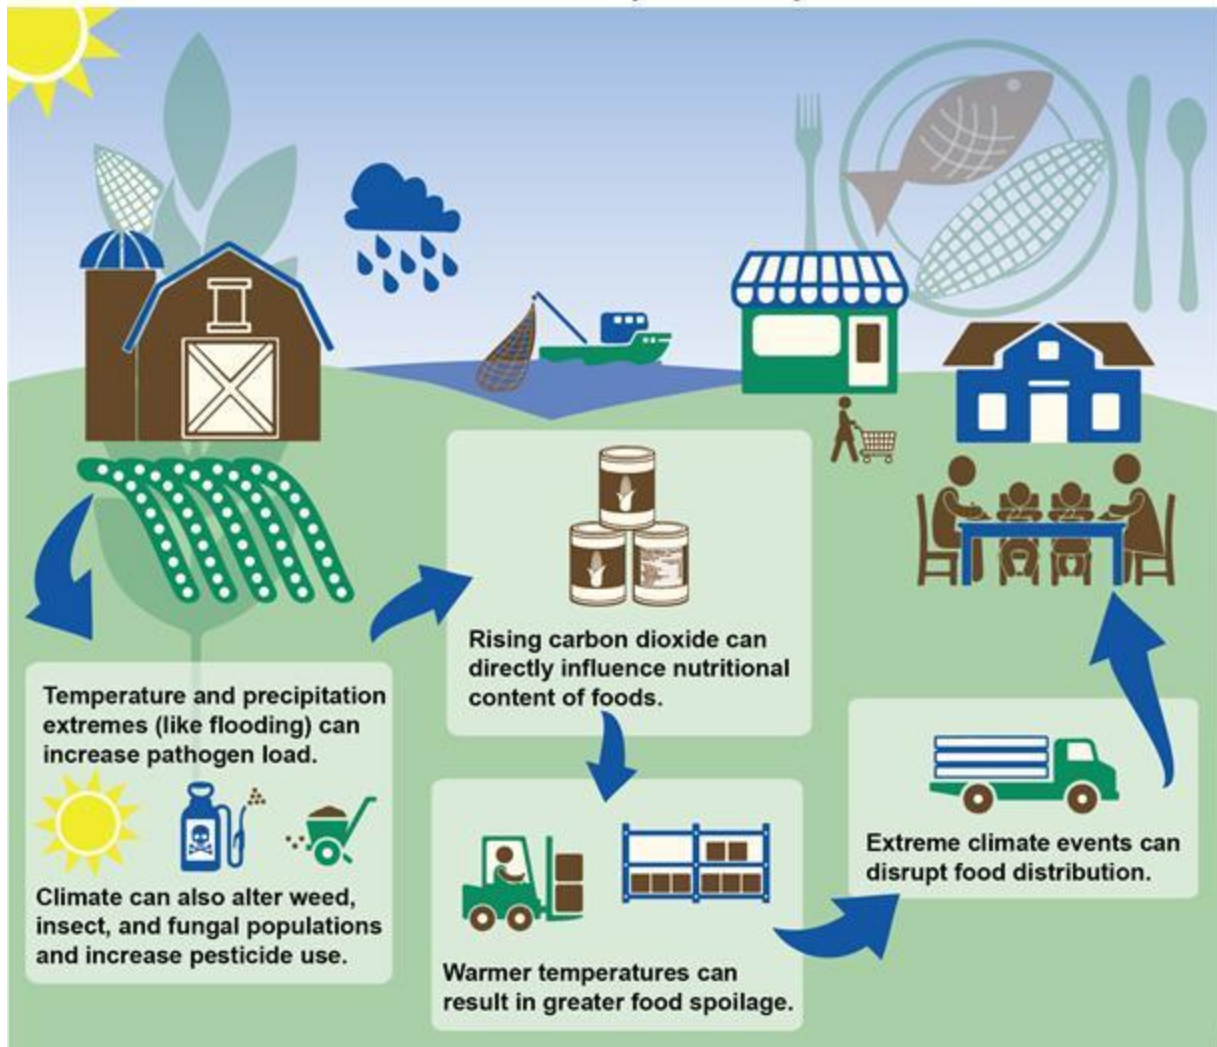 Temperature and precipitation
extremes (like flooding) can
increase pathogen load.
Climate can also alter weed,
insect, and fungal populations
and increase pesticide use.
Rising carbon dioxide can
directly influence nutritional
content of foods.
Warmer temperatures can
result in greater food spoilage.
Extreme climate events can
disrupt food distribution.